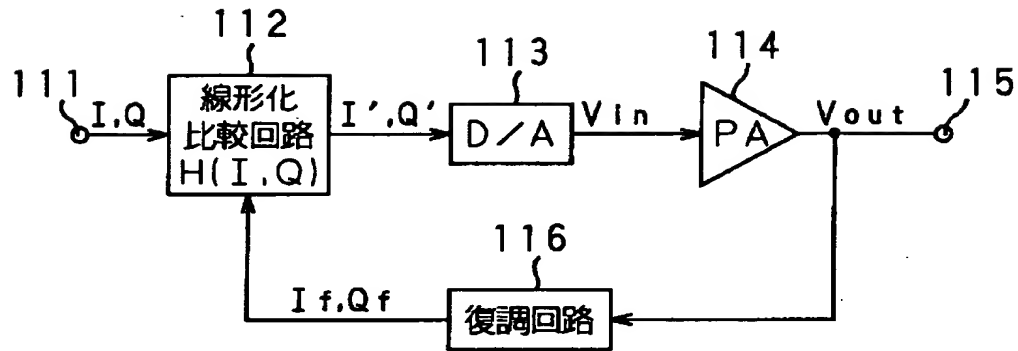 112
113
114
111
115
I,Q
線形化
比較回路
H(I,Q)
I',Q'
D/A
Vin
PA
Vout
116
If,Qf
復調回路